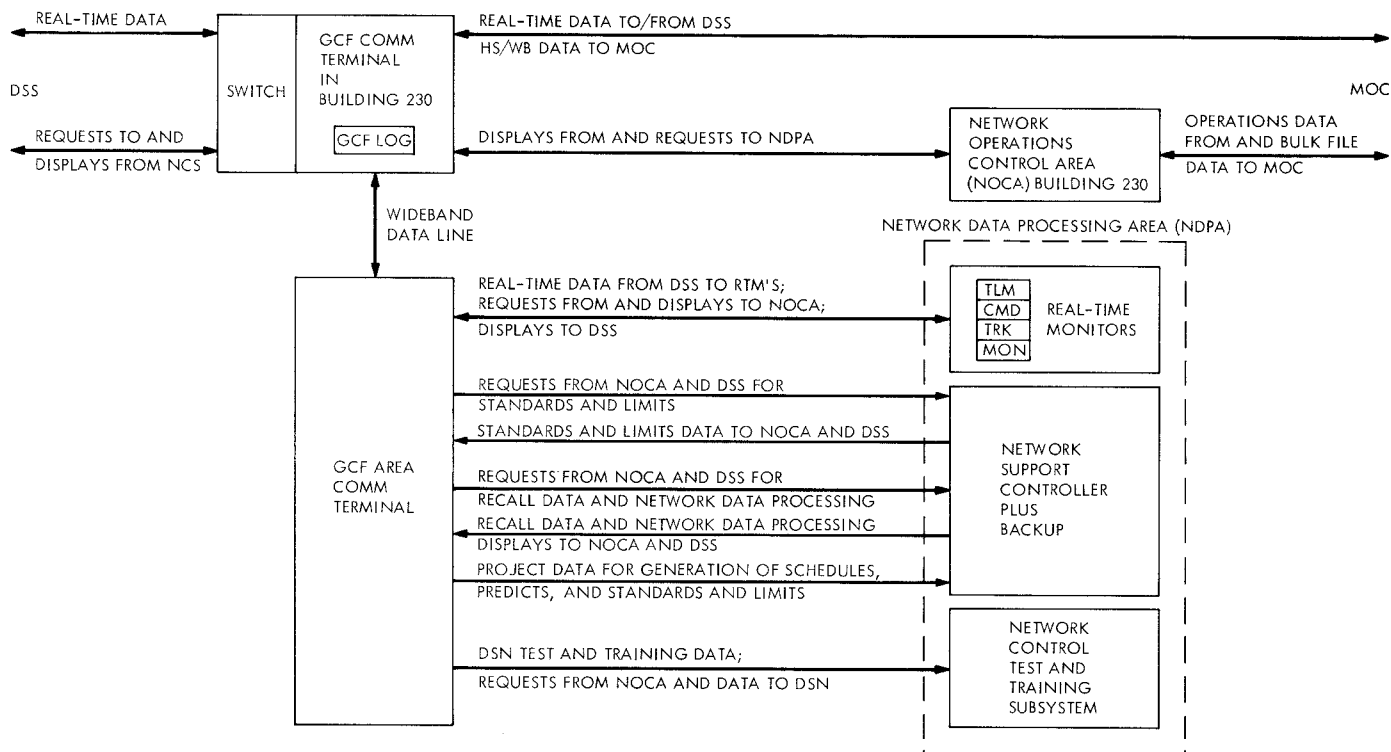 REAL-TIME DATA
DSS
REQUESTS TO AND
DISPLAYS FROM NCS
SWITCH
GCF COMM
TERMINAL
IN
BUILDING 230
GCF LOG
REAL-TIME DATA TO/FROM DSS
HS/WB DATA TO MOC
MOC
DISPLAYS FROM AND REQUESTS TO NDPA
NETWORK
OPERATIONS
CONTROL AREA
(NOCA) BUILDING 230
OPERATIONS DATA
FROM AND BULK FILE
DATA TO MOC
WIDEBAND
DATA LINE
NETWORK DATA PROCESSING AREA (NDPA)
GCF AREA
COMM
TERMINAL
REAL-TIME DATA FROM DSS TO RTM'S;
REQUESTS FROM AND DISPLAYS TO NOCA;
DISPLAYS TO DSS
TLM
CMD
TRK
MON
REAL-TIME
MONITORS
REQUESTS FROM NOCA AND DSS FOR
STANDARDS AND LIMITS
STANDARDS AND LIMITS DATA TO NOCA AND DSS
REQUESTS FROM NOCA AND DSS FOR
RECALL DATA AND NETWORK DATA PROCESSING
RECALL DATA AND NETWORK DATA PROCESSING
DISPLAYS TO NOCA AND DSS
PROJECT DATA FOR GENERATION OF SCHEDULES,
PREDICTS, AND STANDARDS AND LIMITS
NETWORK
SUPPORT
CONTROLLER
PLUS
BACKUP
DSN TEST AND TRAINING DATA;
REQUESTS FROM NOCA AND DATA TO DSN
NETWORK
CONTROL
TEST AND
TRAINING
SUBSYSTEM